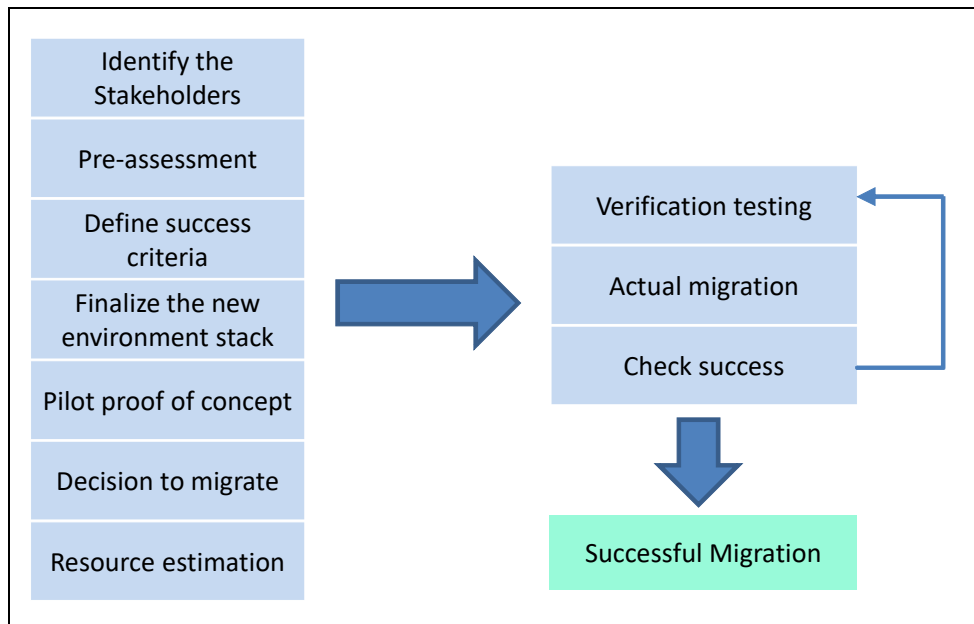 Identify the
Stakeholders
Pre-assessment
Define success
criteria
Finalize the new
environment stack
Pilot proof of concept
Decision to migrate
Resource estimation
Verification testing
Actual migration
Check success
Successful Migration